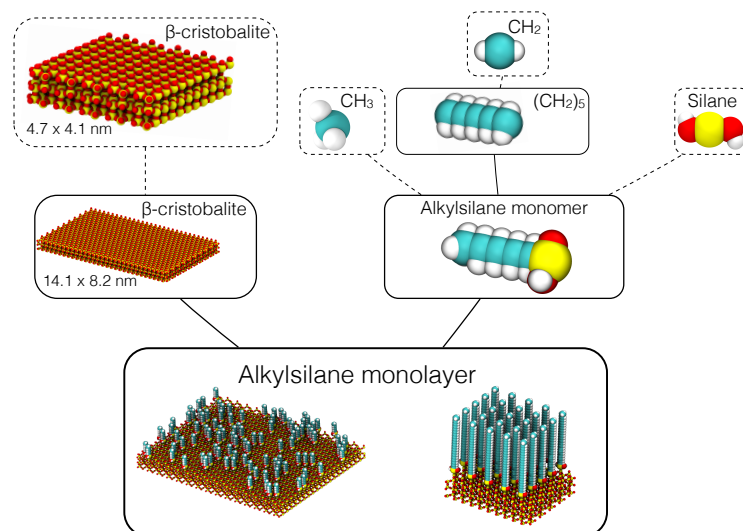 β-cristobalite
4.7 x 4.1 nm
CH₂
CH₃
(CH₂)5
Silane
β-cristobalite
14.1 x 8.2 nm
Alkylsilane monomer
Alkylsilane monolayer